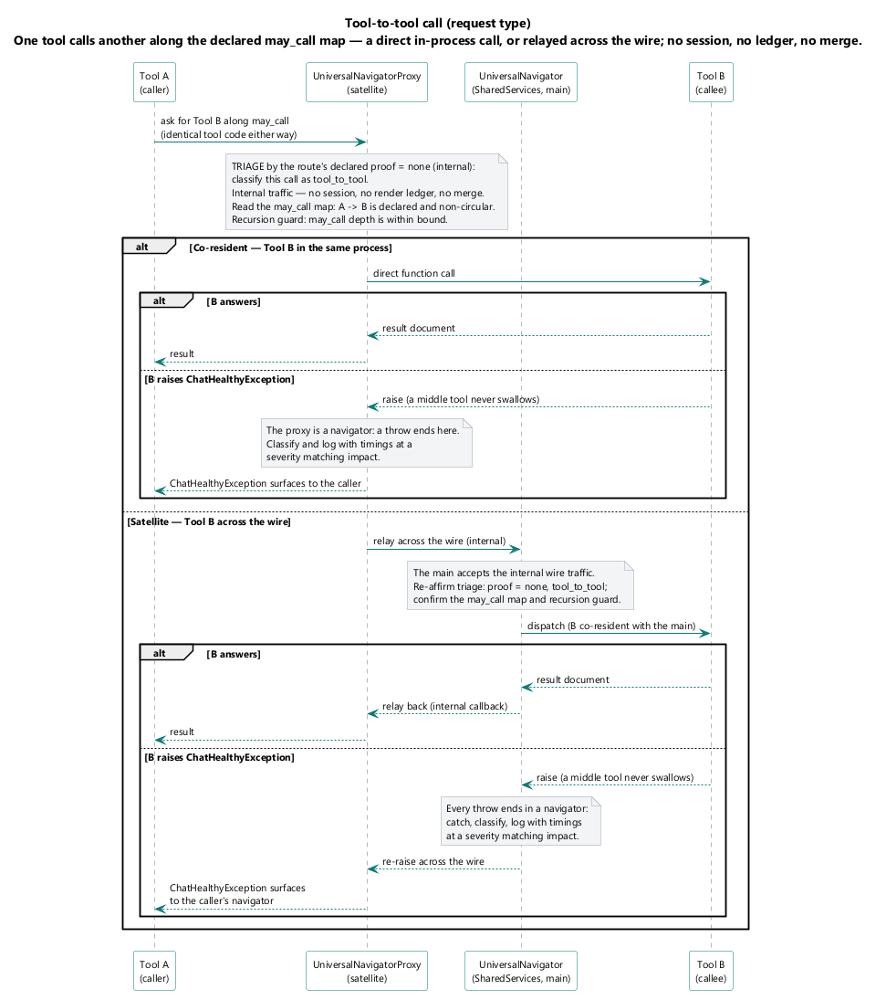 Tool-to-tool call (request type)
One tool calls another along the declared may_call map — a direct in-process call, or relayed across the wire; no session, no ledger, no merge.
Tool A
(caller)
UniversalNavigatorProxy
(satellite)
UniversalNavigator
(SharedServices, main)
Tool B
(callee)
ask for Tool B along may_call
(identical tool code either way)
TRIAGE by the route's declared proof = none (internal):
classify this call as tool_to_tool.
Internal traffic — no session, no render ledger, no merge.
Read the may_call map: A -> B is declared and non-circular.
Recursion guard: may_call depth is within bound.
alt
[Co-resident — Tool B in the same process]
direct function call
alt
[B answers]
result document
result
[B raises ChatHealthyException]
raise (a middle tool never swallows)
The proxy is a navigator: a throw ends here.
Classify and log with timings at a
severity matching impact.
ChatHealthyException surfaces to the caller
[Satellite — Tool B across the wire]
relay across the wire (internal)
The main accepts the internal wire traffic.
Re-affirm triage: proof = none, tool_to_tool;
confirm the may_call map and recursion guard.
dispatch (B co-resident with the main)
alt
[B answers]
result document
relay back (internal callback)
result
[B raises ChatHealthyException]
raise (a middle tool never swallows)
Every throw ends in a navigator:
catch, classify, log with timings
at a severity matching impact.
re-raise across the wire
ChatHealthyException surfaces
to the caller's navigator
Tool A
(caller)
UniversalNavigatorProxy
(satellite)
UniversalNavigator
(SharedServices, main)
Tool B
(callee)